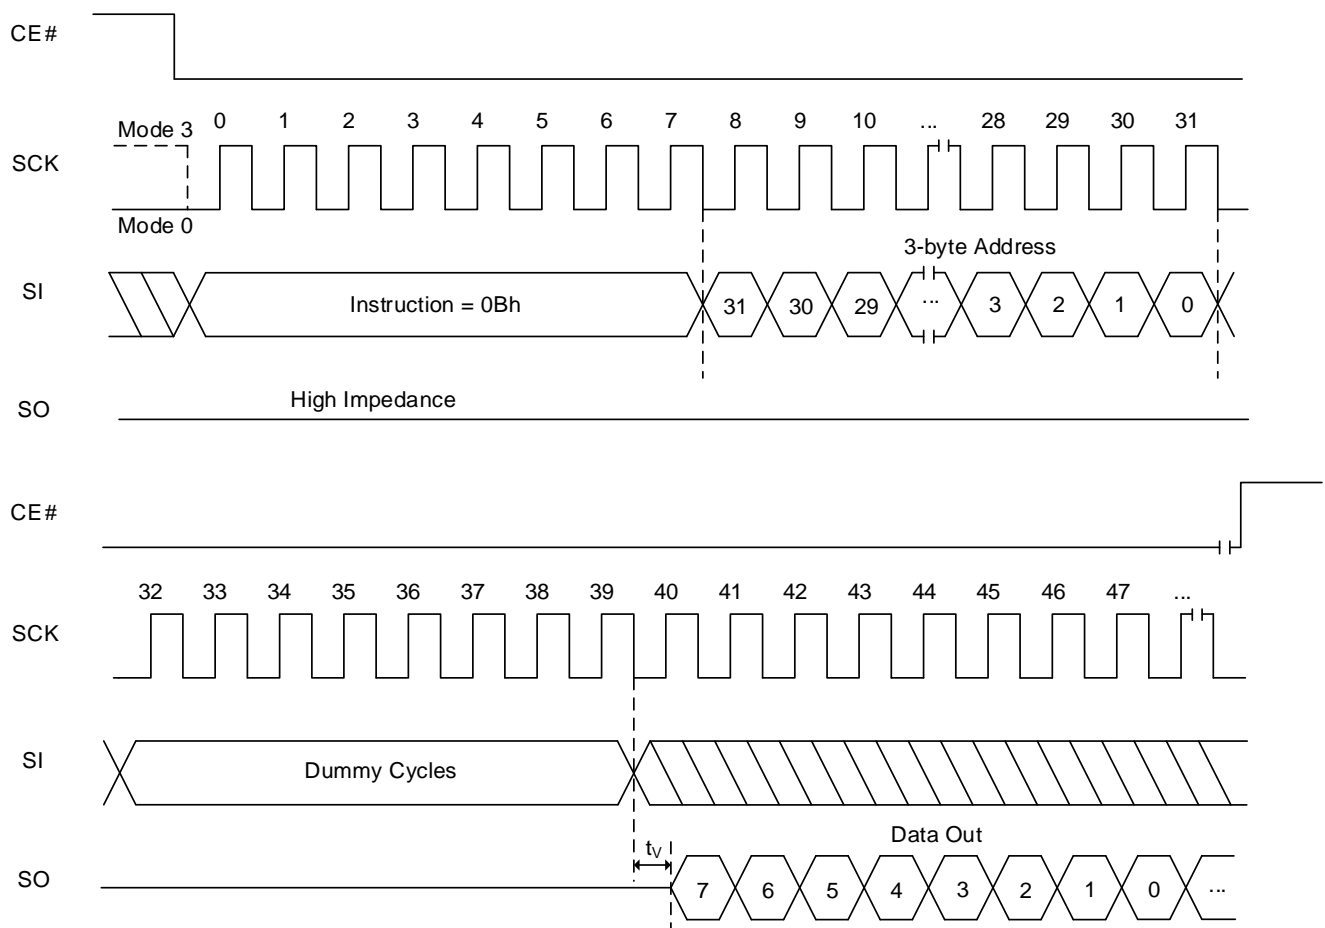 CE#
Mode 3 0 1 2 3 4 5 6 7 8 9 10 ... 28 29 30 31
SCK
Mode 0
3-byte Address
SI Instruction = 0Bh 31 30 29 ... 3 2 1 0
SO High Impedance
CE#
32 33 34 35 36 37 38 39 40 41 42 43 44 45 46 47 ...
SCK
SI Dummy Cycles
Data Out
tV
SO 7 6 5 4 3 2 1 0 ...